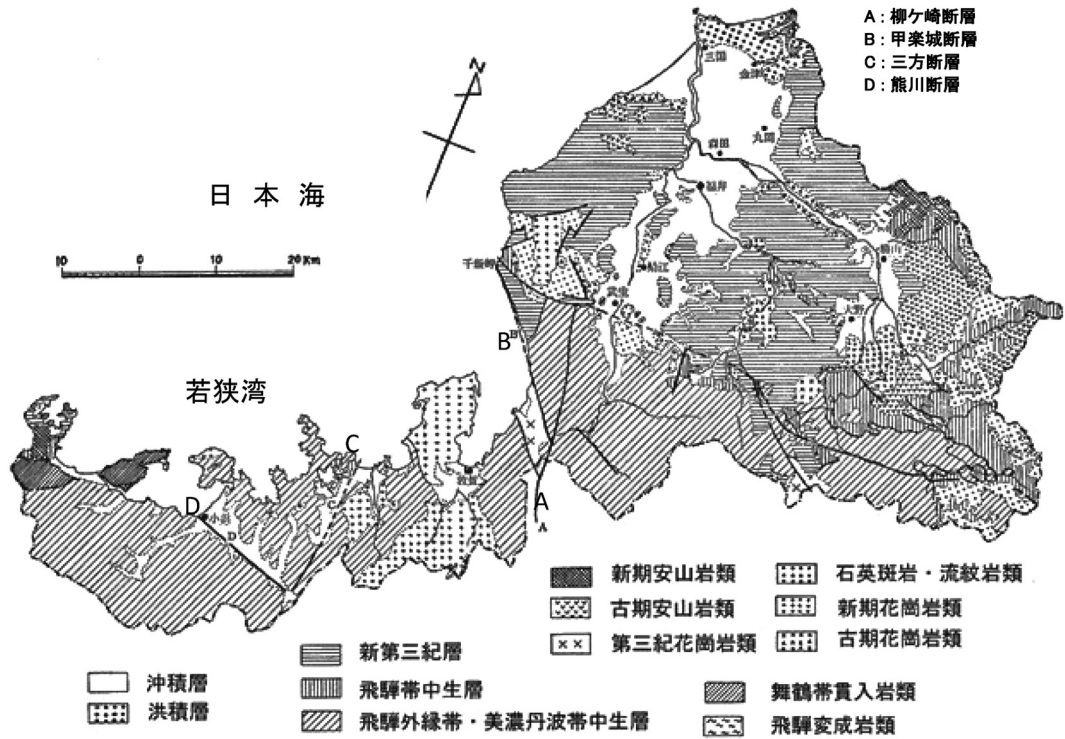 A : 柳ケ崎断層
B : 甲楽城断層
C : 三方断層
D : 熊川断層
N
三国
金津
丸岡
森田
福井
日本海
10 0 10 20 Km
千飯崎
鯖江
勝山
武生
大野
B
B
若狭湾
C
敦賀
D
小浜
D
A
A
新期安山岩類
石英斑岩・流紋岩類
古期安山岩類
新期花崗岩類
第三紀花崗岩類
古期花崗岩類
新第三紀層
沖積層
飛騨帯中生層
舞鶴帯貫入岩類
洪積層
飛騨外縁帯・美濃丹波帯中生層
飛騨変成岩類